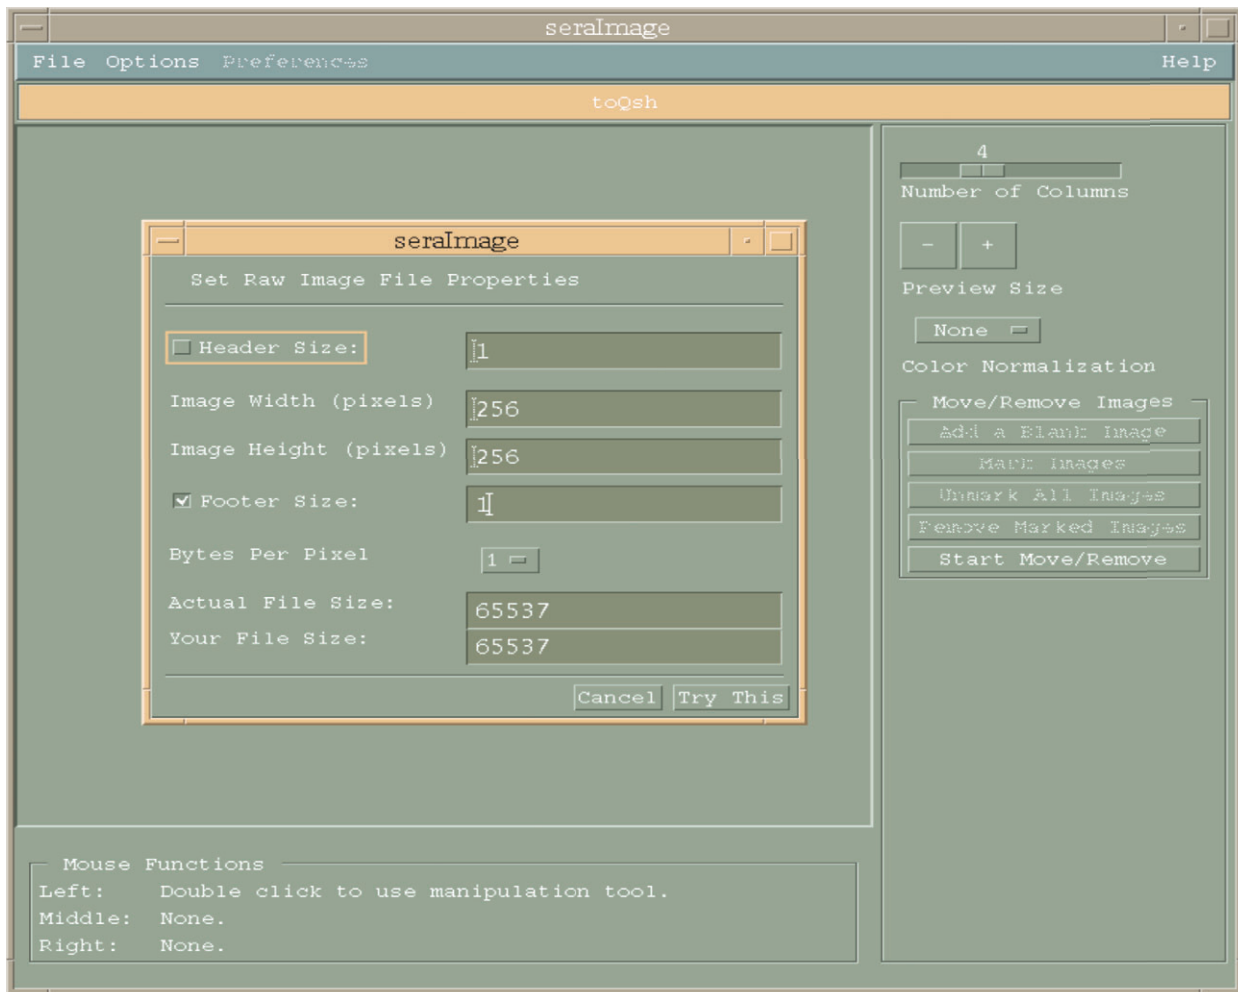 seraImage
File Options Preferences Help
toQsh
4
Number of Columns
- +
Preview Size
None
Color Normalization
Move/Remove Images
Add a Blank Image
Mark Images
Unmark All Images
Remove Marked Images
Start Move/Remove
seraImage
Set Raw Image File Properties
Header Size: 1
Image Width (pixels) 256
Image Height (pixels) 256
Footer Size: 1
Bytes Per Pixel 1
Actual File Size: 65537
Your File Size: 65537
Cancel Try This
Mouse Functions
Left: Double click to use manipulation tool.
Middle: None.
Right: None.